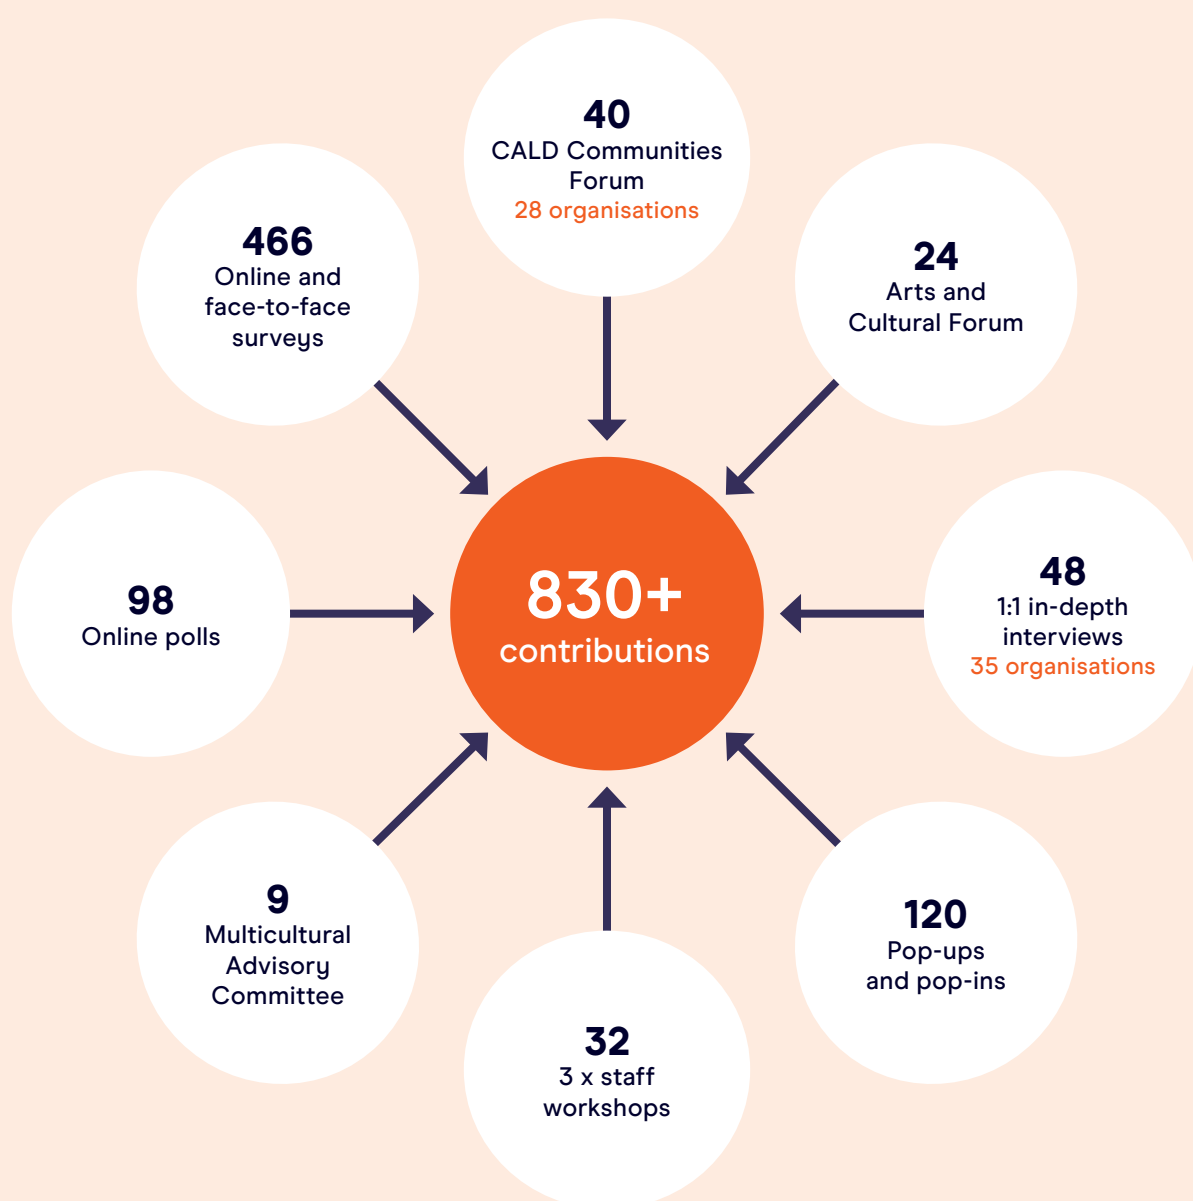 40
CALD Communities
Forum
28 organisations
466
Online and
face-to-face
surveys
24
Arts and
Cultural Forum
98
Online polls
830+
contributions
48
1:1 in-depth
interviews
35 organisations
9
Multicultural
Advisory
Committee
120
Pop-ups
and pop-ins
32
3 x staff
workshops